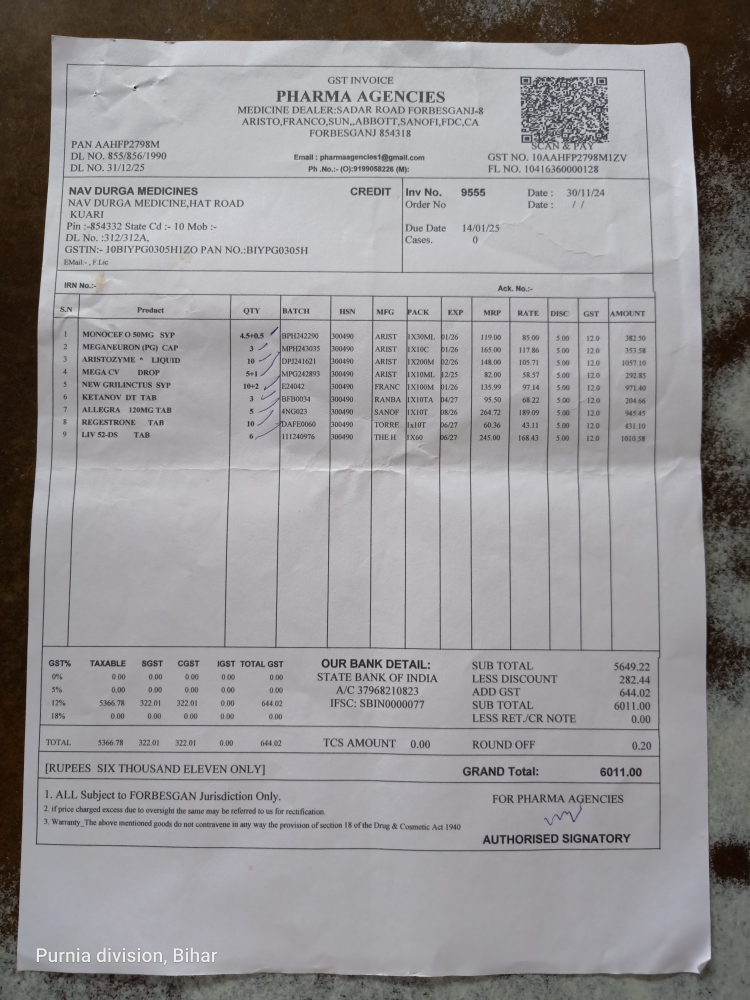 GST INVOICE
PHARMA AGENCIES
MEDICINE DEALER:SADAR ROAD FORBESGANJ-8
ARISTO,FRANCO,SUN,,ABBOTT,SANOFI,FDC,CA
FORBESGANJ 854318
SCAN & PAY
PAN AAHFP2798M
DL NO. 855/856/1990
DL NO. 31/12/25
Email : pharmaagencies1@gmail.com
Ph .No.:- (O):9199058226 (M):
GST NO. 10AAHFP2798M1ZV
FL NO. 10416360000128
NAV DURGA MEDICINES CREDIT
NAV DURGA MEDICINE,HAT ROAD
KUARI
Pin :-854332 State Cd :- 10 Mob :-
DL No. :312/312A,
GSTIN:- 10BIYPG0305H1ZO PAN NO.:BIYPG0305H
EMail:- , F.Lic
Inv No. 9555 Date : 30/11/24
Order No Date : / /
Due Date 14/01/25
Cases. 0
IRN No.:- Ack. No.:-
S.N Product QTY BATCH HSN MFG PACK EXP MRP RATE DISC GST AMOUNT
1 MONOCEF O 50MG SYP 4.5+0.5 BPH242290 300490 ARIST 1X30ML 01/26 119.00 85.00 5.00 12.0 382.50
2 MEGANEURON (PG) CAP 3 MPH243035 300490 ARIST 1X10C 01/26 165.00 117.86 5.00 12.0 353.58
3 ARISTOZYME * LIQUID 10 DPJ241621 300490 ARIST 1X200M 02/26 148.00 105.71 5.00 12.0 1057.10
4 MEGA CV DROP 5+1 MPG242893 300490 ARIST 1X10ML 12/25 82.00 58.57 5.00 12.0 292.85
5 NEW GRILINCTUS SYP 10+2 E24042 300490 FRANC 1X100M 01/26 135.99 97.14 5.00 12.0 971.40
6 KETANOV DT TAB 3 BFB0034 300490 RANBA 1X10TA 04/27 95.50 68.22 5.00 12.0 204.66
7 ALLEGRA 120MG TAB 5 4NG023 300490 SANOF 1X10T 08/26 264.72 189.09 5.00 12.0 945.45
8 REGESTRONE TAB 10 DAFE0060 300490 TORRE 1x10T 06/27 60.36 43.11 5.00 12.0 431.10
9 LIV 52-DS TAB 6 111240976 300490 THE H 1X60 06/27 245.00 168.43 5.00 12.0 1010.58
GST% TAXABLE SGST CGST IGST TOTAL GST
0% 0.00 0.00 0.00 0.00 0.00
5% 0.00 0.00 0.00 0.00 0.00
12% 5366.78 322.01 322.01 0.00 644.02
18% 0.00 0.00 0.00 0.00 0.00
TOTAL 5366.78 322.01 322.01 0.00 644.02
OUR BANK DETAIL:
STATE BANK OF INDIA
A/C 37968210823
IFSC: SBIN0000077
TCS AMOUNT 0.00
SUB TOTAL 5649.22
LESS DISCOUNT 282.44
ADD GST 644.02
SUB TOTAL 6011.00
LESS RET./CR NOTE 0.00
ROUND OFF 0.20
[RUPEES SIX THOUSAND ELEVEN ONLY] GRAND Total: 6011.00
1. ALL Subject to FORBESGAN Jurisdiction Only.
2. if price charged excess due to oversight the same may be referred to us for rectification.
3. Warranty_The above mentioned goods do not contravene in any way the provision of section 18 of the Drug & Cosmetic Act 1940
FOR PHARMA AGENCIES
AUTHORISED SIGNATORY
Purnia division, Bihar